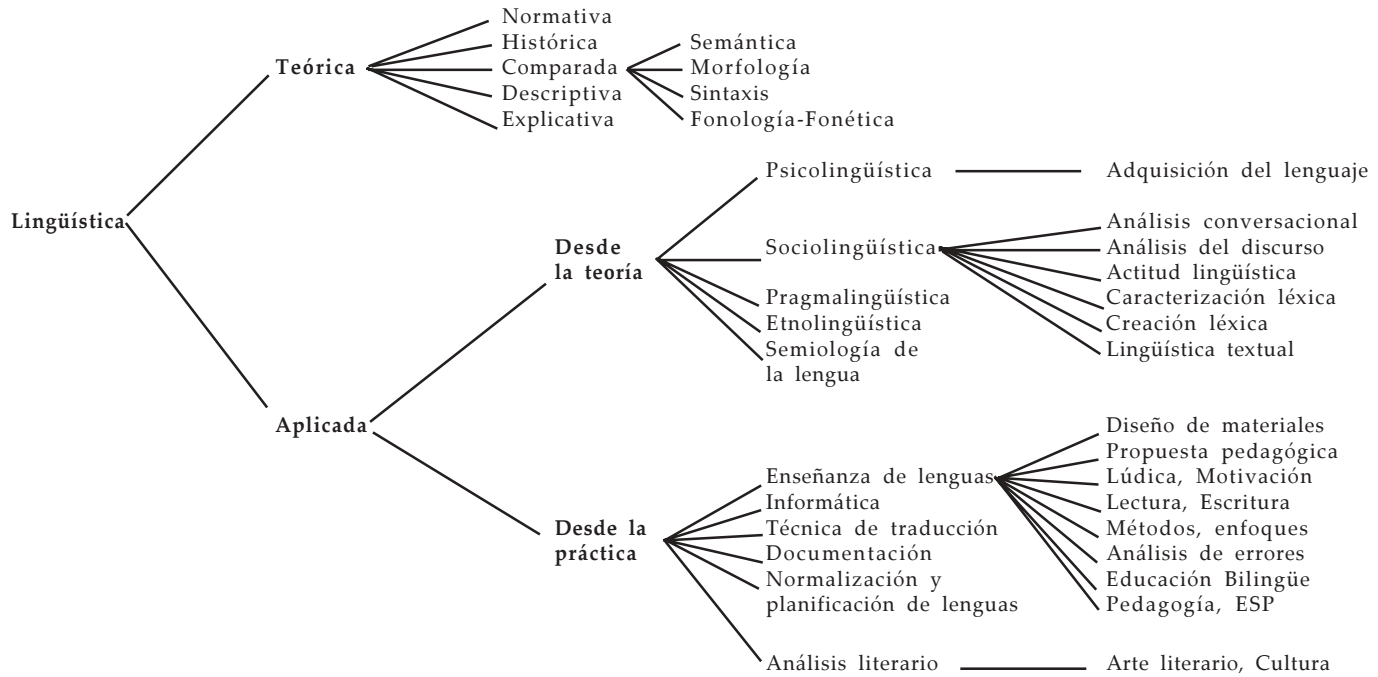 Lingüística
Teórica
Normativa
Histórica
Comparada
Descriptiva
Explicativa
Semántica
Morfología
Sintaxis
Fonología-Fonética
Aplicada
Desde
la teoría
Psicolingüística
Adquisición del lenguaje
Sociolingüística
Análisis conversacional
Análisis del discurso
Actitud lingüística
Caracterización léxica
Creación léxica
Lingüística textual
Pragmalingüística
Etnolingüística
Semiología de
la lengua
Desde la
práctica
Enseñanza de lenguas
Diseño de materiales
Propuesta pedagógica
Lúdica, Motivación
Lectura, Escritura
Métodos, enfoques
Análisis de errores
Educación Bilingüe
Pedagogía, ESP
Informática
Técnica de traducción
Documentación
Normalización y
planificación de lenguas
Análisis literario
Arte literario, Cultura